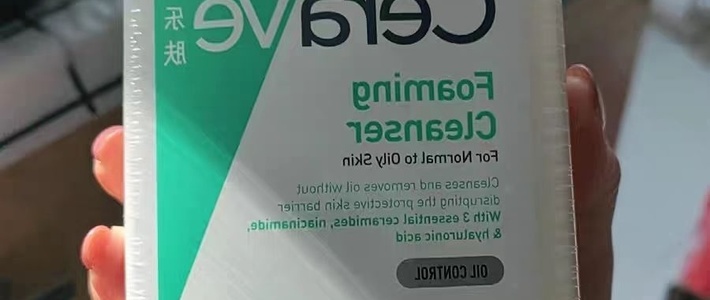 CeraVe
乐肤
Foaming
Cleanser
For Normal to Oily Skin
Cleanses and removes oil without
disrupting the protective skin barrier
With 3 essential ceramides, niacinamide,
& hyaluronic acid
OIL CONTROL